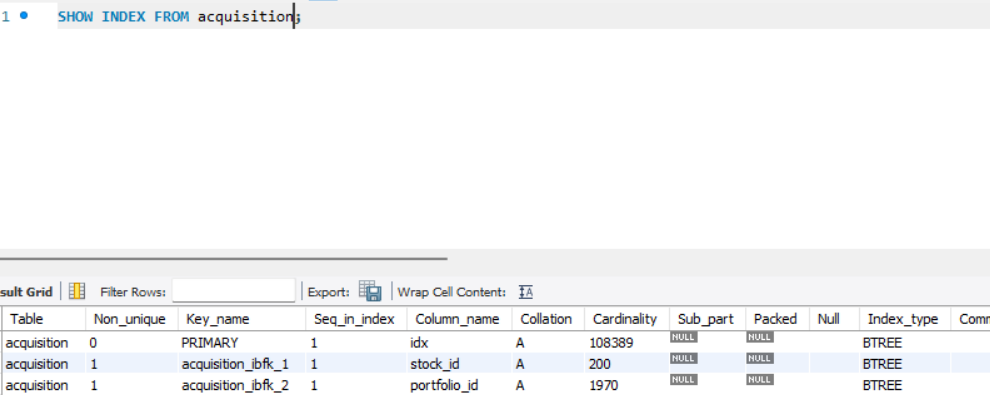 1 SHOW INDEX FROM acquisition;
sult Grid Filter Rows: Export: Wrap Cell Content: IA
Table Non_unique Key_name Seq_in_index Column_name Collation Cardinality Sub_part Packed Null Index_type Comm
acquisition 0 PRIMARY 1 idx A 108389 NULL NULL BTREE
acquisition 1 acquisition_ibfk_1 1 stock_id A 200 NULL NULL BTREE
acquisition 1 acquisition_ibfk_2 1 portfolio_id A 1970 NULL NULL BTREE